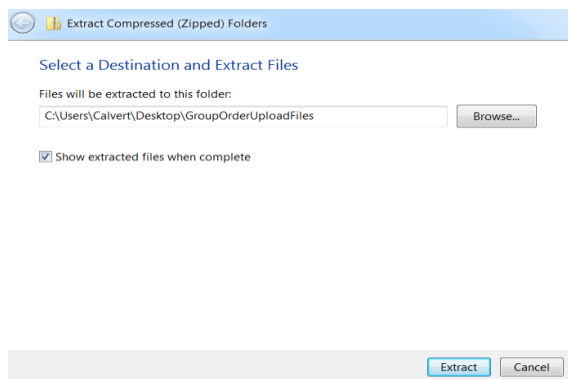 Extract Compressed (Zipped) Folders
Select a Destination and Extract Files
Files will be extracted to this folder:
C:\Users\Calvert\Desktop\GroupOrderUploadFiles
Browse...
Show extracted files when complete
Extract
Cancel